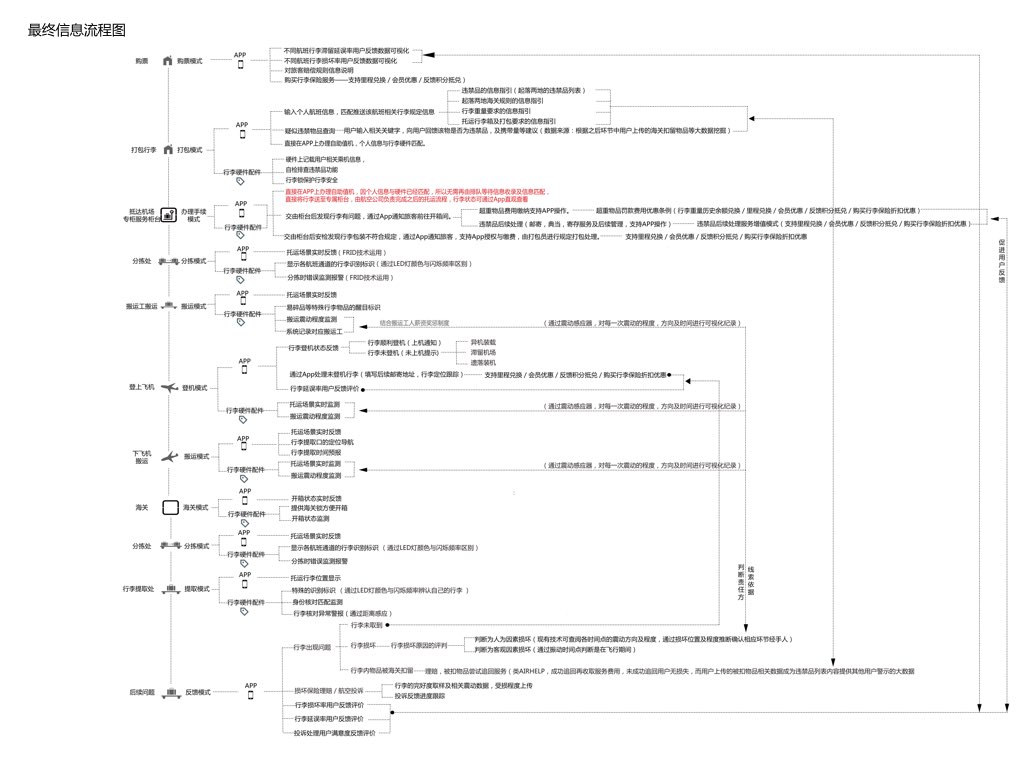 最终信息流程图
购票
购票模式
APP
不同航班行李滞留延误率用户反馈数据可视化
不同航班行李损坏率用户反馈数据可视化
对旅客赔偿规则信息说明
购买行李保险服务——支持里程兑换 / 会员优惠 / 反馈积分抵兑）
打包行李
打包模式
APP
输入个人航班信息，匹配推送该航班相关行李规定信息
违禁品的信息指引（起落两地的违禁品列表）
起落两地海关规则的信息指引
行李重量要求的信息指引
托运行李箱及打包要求的信息指引
疑似违禁物品查询
用户输入相关关键字，向用户回馈该物是否为违禁品，及携带量等建议（数据来源：根之后环节中用户上传的海关扣留物品等大数据挖掘）
直接在APP上办理自助值机，个人信息与行李硬件匹配。
行李硬件配件
硬件上记载用户相关乘机信息，
自检排查违禁品功能
行李锁保护行李安全
抵达机场
专柜服务柜台
办理手续
模式
APP
直接在APP上办理自助值机，因个人信息与硬件已经匹配，所以无需再由排队等待信息收录及信息匹配，
直接将行李送至专属柜台，由航空公司负责完成之后的托运流程，行李状态可通过App直观查看
交由柜台后发现行李有问题，通过App通知旅客前往开箱间。
超重物品费用缴纳支持APP操作。
超重物品罚款费用优惠条例（行李重量历史余额兑换 / 里程兑换 / 会员优惠 / 反馈积分抵兑 / 购买行李保险折扣优惠）
违禁品后续处理（邮寄，典当，寄存服务及后续管理，支持APP操作）
违禁品后续处理服务增值模式（支持里程兑换 / 会员优惠 / 反馈积分抵兑 / 购买行李保险折扣优惠）
行李硬件配件
交由柜台后安检发现行李包装不符合规定，通过App通知旅客，支持App授权与缴费，由打包员进行规定打包处理。
支持里程兑换 / 会员优惠 / 反馈积分抵兑 / 购买行李保险折扣优惠
分拣处
分拣模式
APP
托运场景实时反馈（FRID技术运用）
行李硬件配件
显示各航班通道的行李识别标识（通过LED灯颜色与闪烁频率区别）
分拣时错误监测报警（FRID技术运用）
搬运工搬运
搬运模式
APP
托运场景实时反馈
行李硬件配件
易碎品等特殊行李物品的醒目标识
搬运震动程度监测
系统记录对应搬运工
结合搬运工人薪资奖惩制度
（通过震动感应器，对每一次震动的程度，方向及时间进行可视化纪录）
登上飞机
登机模式
APP
行李登机状态反馈
行李顺利登机（上机通知）
行李未登机（未上机提示）
异机装载
滞留机场
遗落装机
通过App处理未登机行李（填写后续邮寄地址，行李定位跟踪）
支持里程兑换 / 会员优惠 / 反馈积分抵兑 / 购买行李保险折扣优惠
行李延误率用户反馈评价
行李硬件配件
托运场景实时监测
搬运震动程度监测
（通过震动感应器，对每一次震动的程度，方向及时间进行可视化纪录）
下飞机
搬运
搬运模式
APP
托运场景实时反馈
行李提取口的定位导航
行李提取时间预报
行李硬件配件
托运场景实时监测
搬运震动程度监测
（通过震动感应器，对每一次震动的程度，方向及时间进行可视化纪录）
海关
海关模式
APP
开箱状态实时反馈
行李硬件配件
提供海关锁方便开箱
开箱状态监测
分拣处
分拣模式
APP
托运场景实时反馈
行李硬件配件
显示各航班通道的行李识别标识 （通过LED灯颜色与闪烁频率区别）
分拣时错误监测报警
行李提取处
提取模式
APP
托运行李位置显示
行李硬件配件
特殊的识别标识 （通过LED灯颜色与闪烁频率辨认自己的行李 ）
身份核对匹配监测
行李核对异常警报（通过距离感应）
后续问题
反馈模式
APP
行李出现问题
行李未取到
行李损坏
行李损坏原因的评判
判断为人为因素损坏（现有技术可查阅各时间点的震动方向及程度，通过损坏位置及程度推断确认相应环节经手人）
判断为客观因素损坏（通过振动时间点判断是在飞行期间）
行李内物品被海关扣留
理赔，被扣物品尝试追回服务（类AIRHELP，成功追回再收取服务费用，未成功追回用户无损失，而用户上传的被扣物品相关数据成为违禁品列表内容提供其他用户警示的大数据
损坏保险理赔 / 航空投诉
行李的完好度取样及相关震动数据，受损程度上传
投诉反馈进度跟踪
行李损坏率用户反馈评价
行李延误率用户反馈评价
投诉处理用户满意度反馈评价
判断责任方
线索依据
促进用户反馈